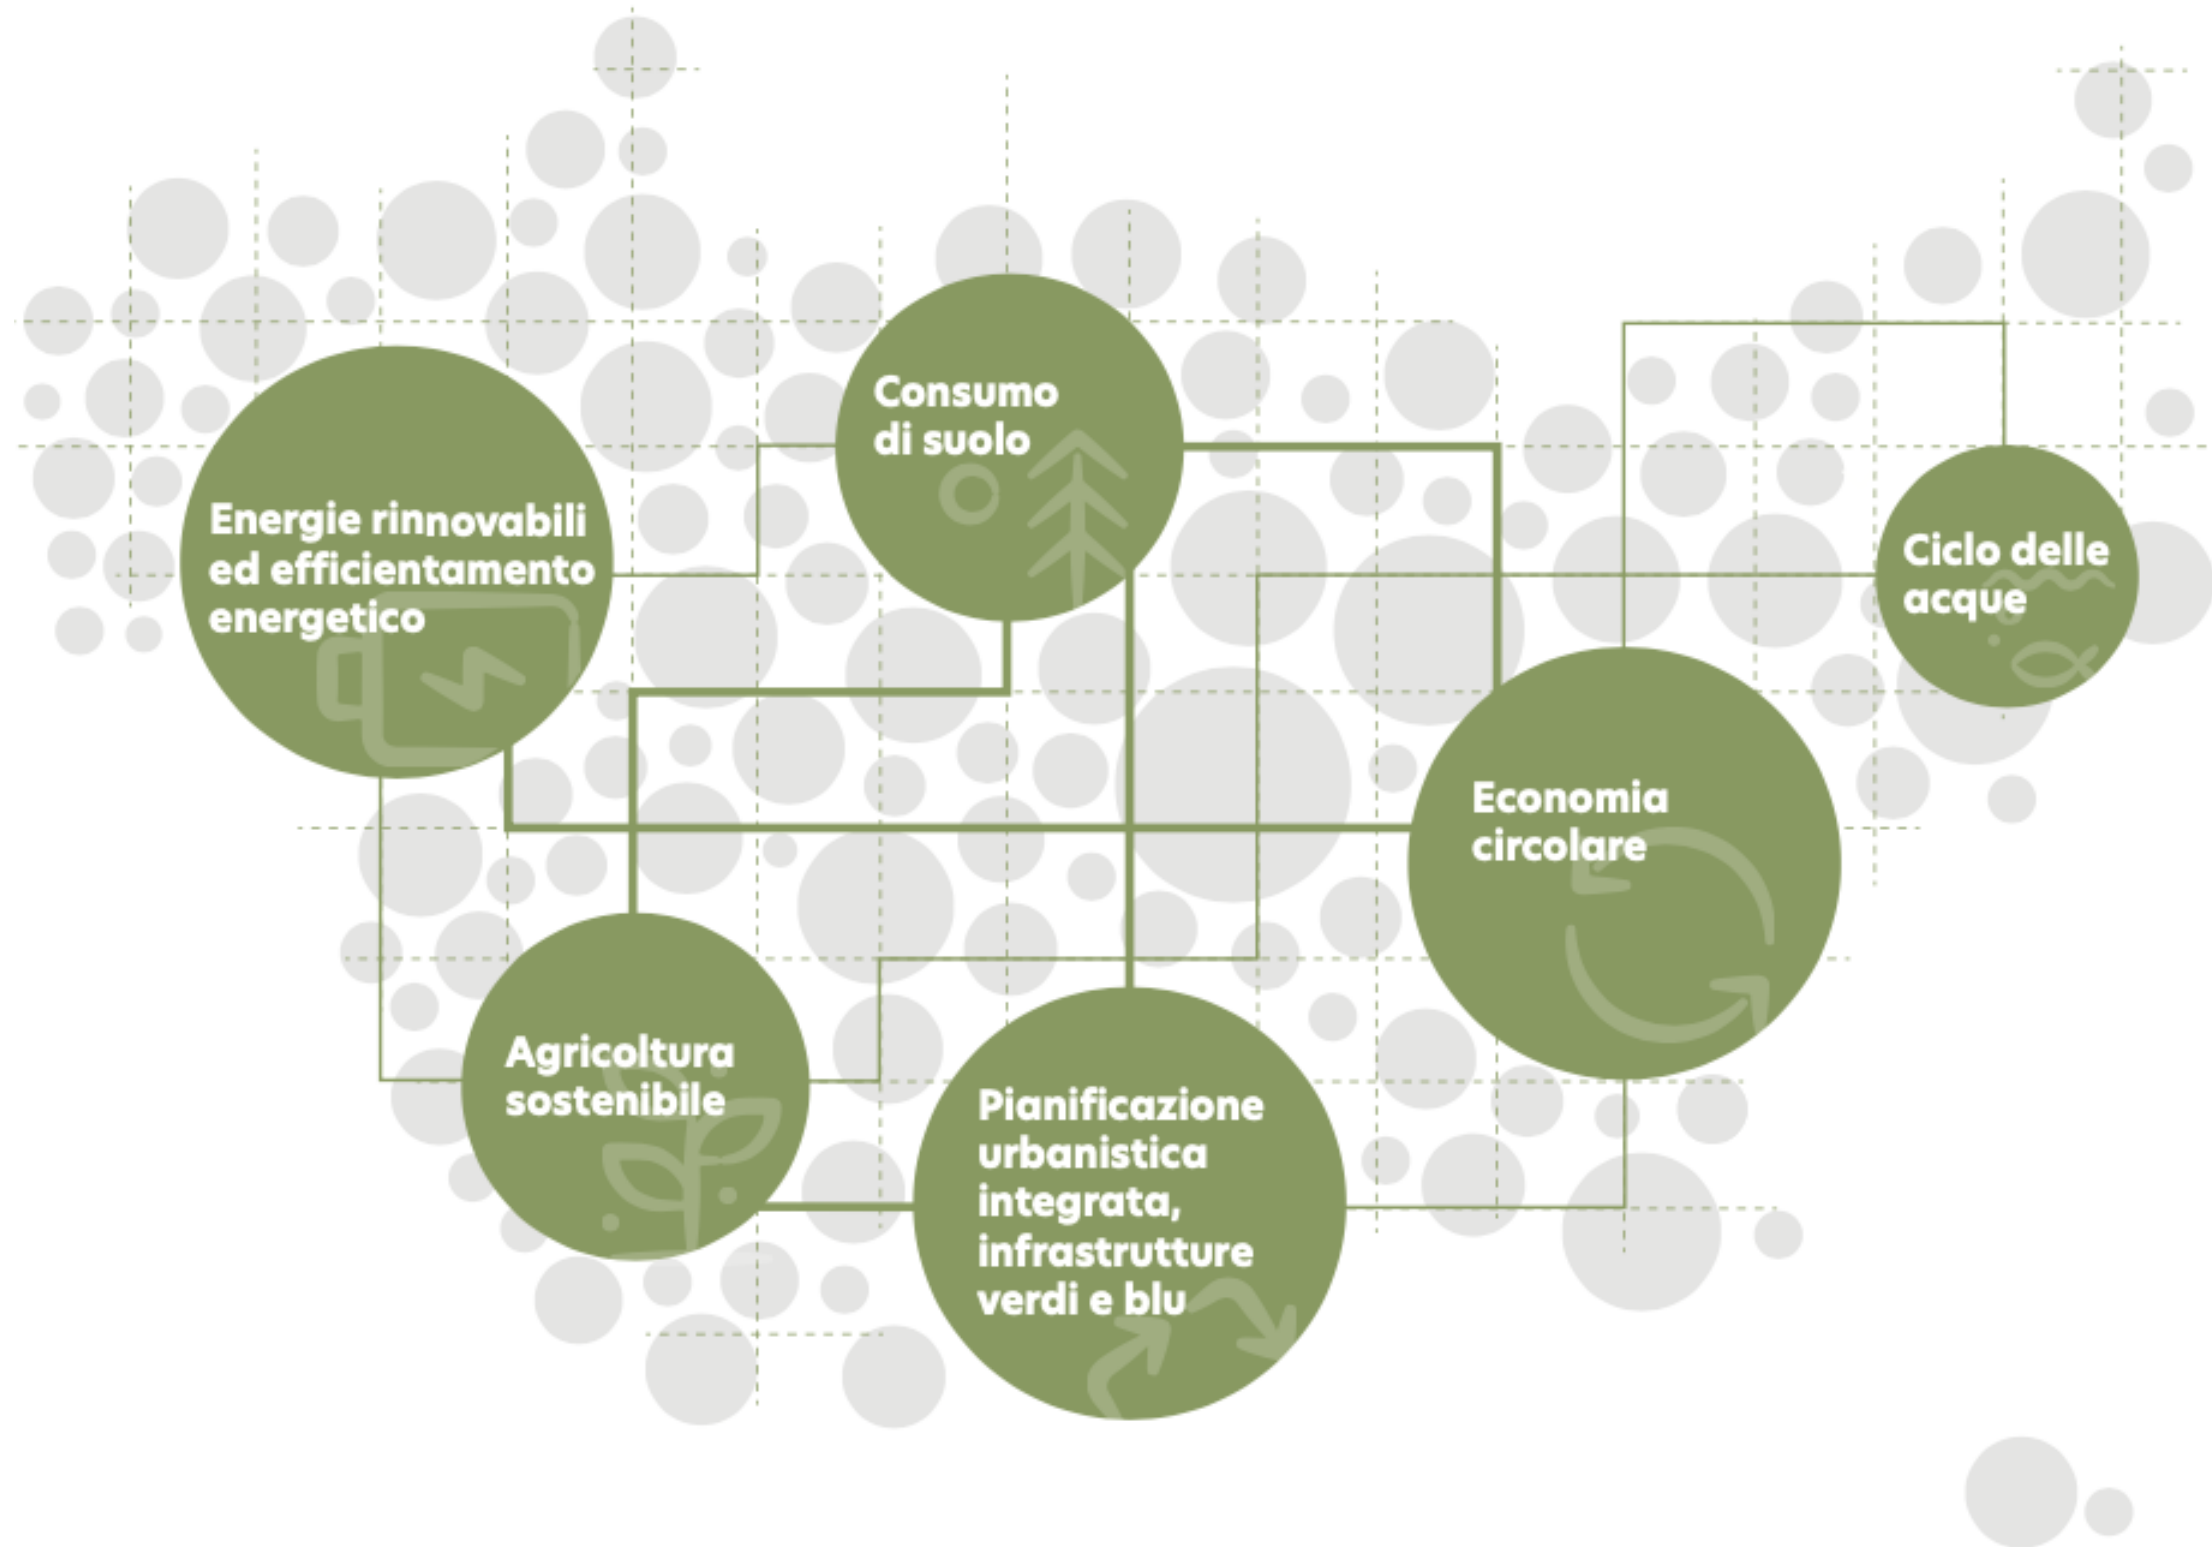 Consumo
di suolo
Energie rinnovabili
ed efficientamento
energetico
Ciclo delle
acque
Economia
circolare
Agricoltura
sostenibile
Pianificazione
urbanistica
integrata,
infrastrutture
verdi e blu